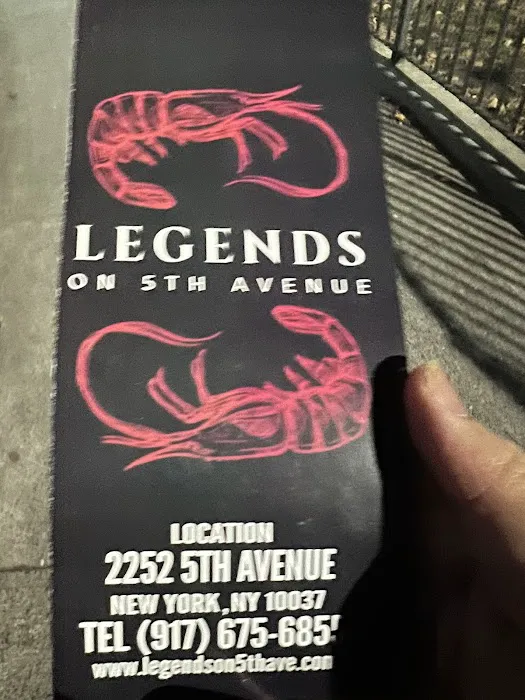 LEGENDS
ON 5TH AVENUE
LOCATION
2252 5TH AVENUE
NEW YORK, NY 10037
TEL (917) 675-685
www.legendson5thave.com